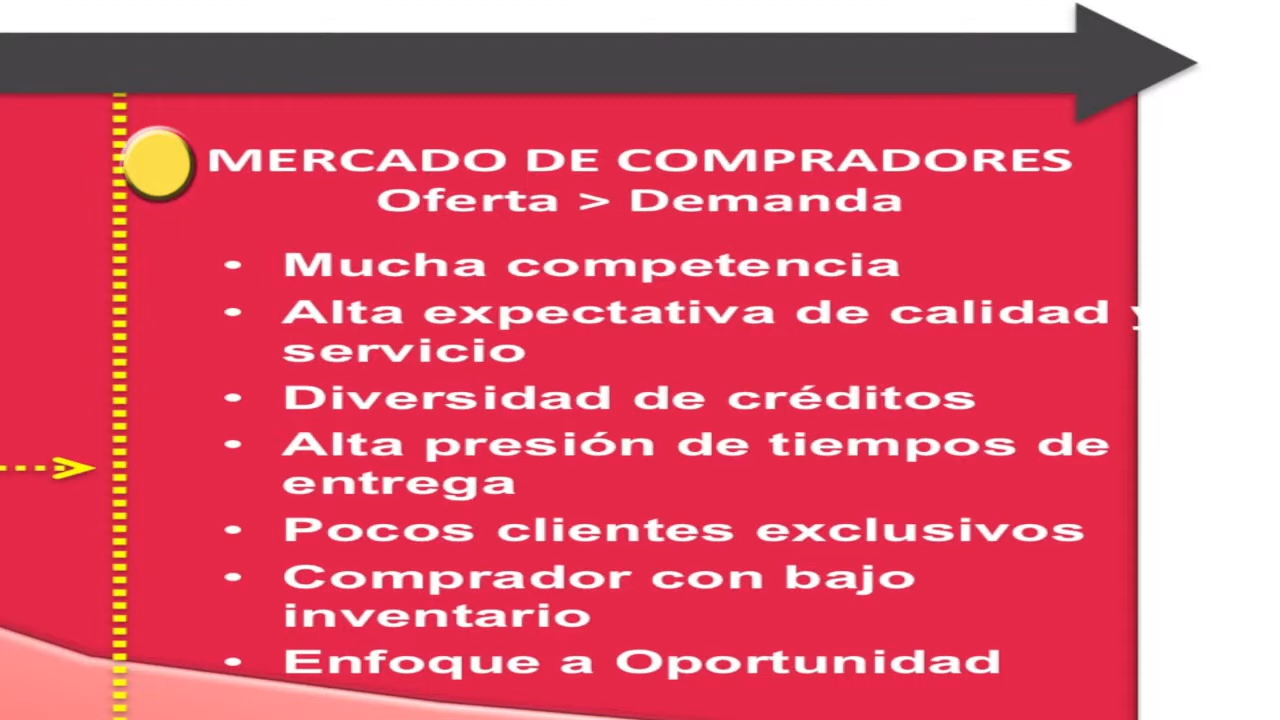 MERCADO DE COMPRADORES
Oferta > Demanda
• Mucha competencia
• Alta expectativa de calidad y
servicio
• Diversidad de créditos
• Alta presión de tiempos de
entrega
• Pocos clientes exclusivos
• Comprador con bajo
inventario
• Enfoque a Oportunidad